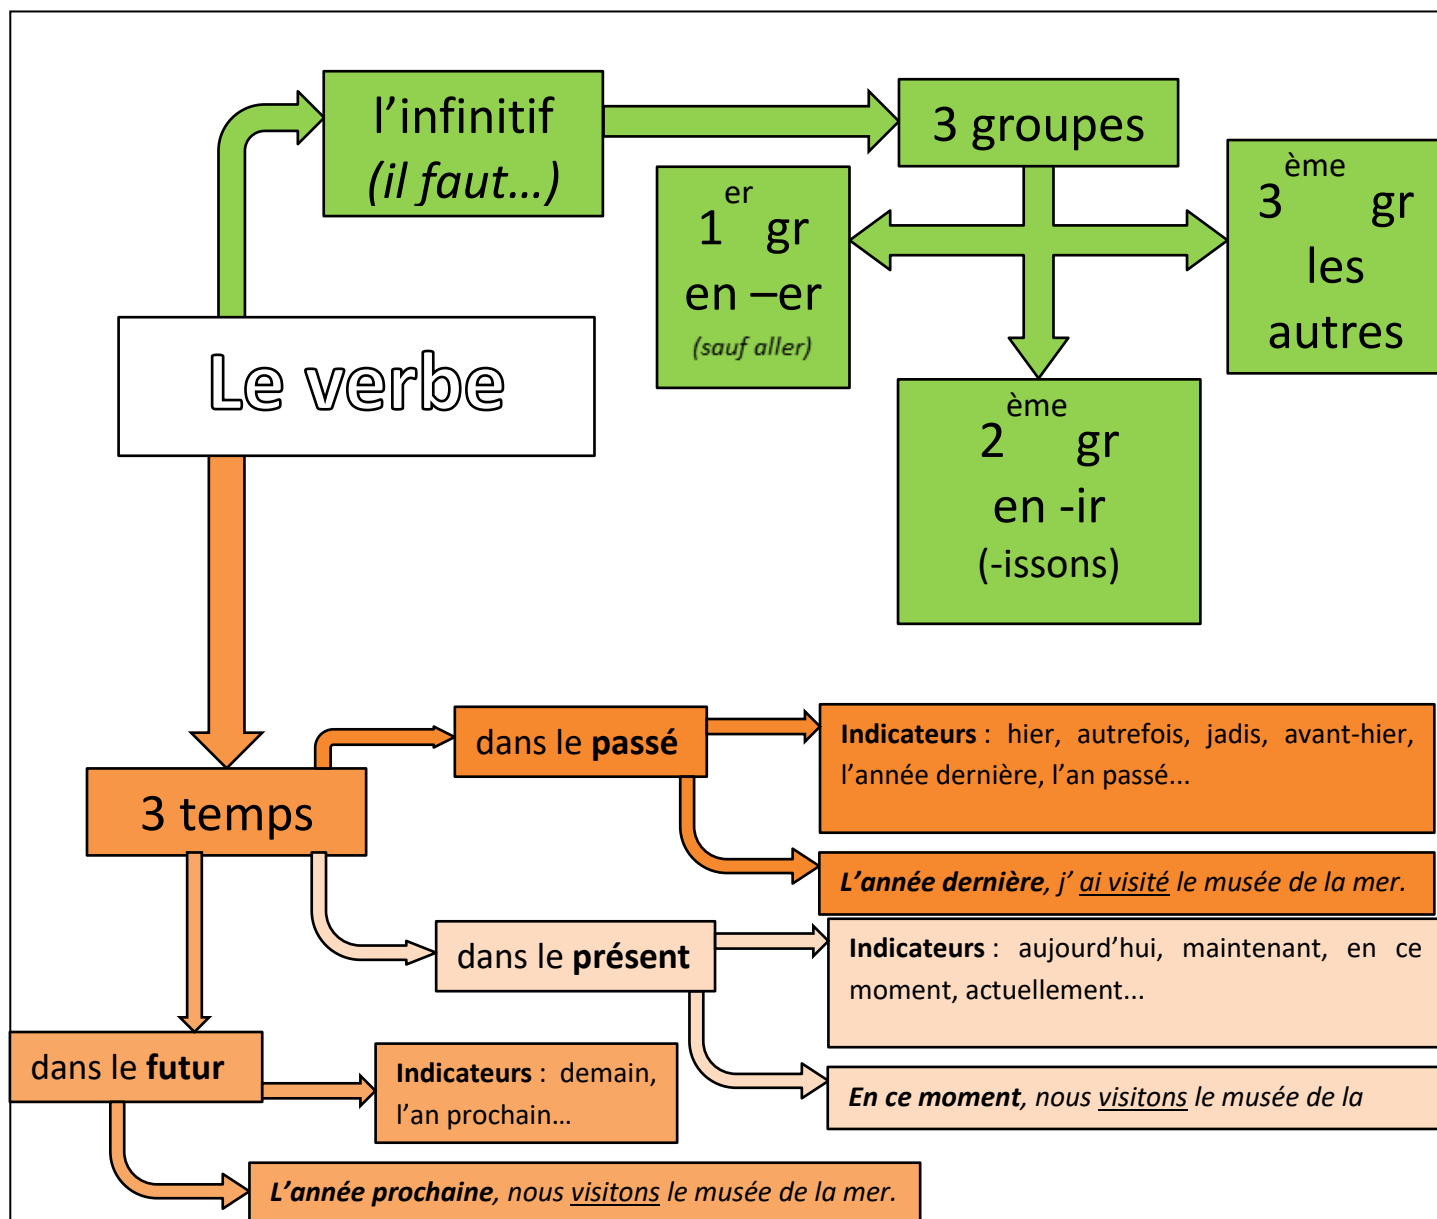 l’infinitif
(il faut…)
3 groupes
1er gr
en –er
(sauf aller)
3ème gr
les
autres
Le verbe
2ème gr
en -ir
(-issons)
dans le passé
Indicateurs : hier, autrefois, jadis, avant-hier,
l’année dernière, l’an passé...
3 temps
L’année dernière, j’ ai visité le musée de la mer.
dans le présent
Indicateurs : aujourd’hui, maintenant, en ce
moment, actuellement...
dans le futur
Indicateurs : demain,
l’an prochain…
En ce moment, nous visitons le musée de la
L’année prochaine, nous visitons le musée de la mer.